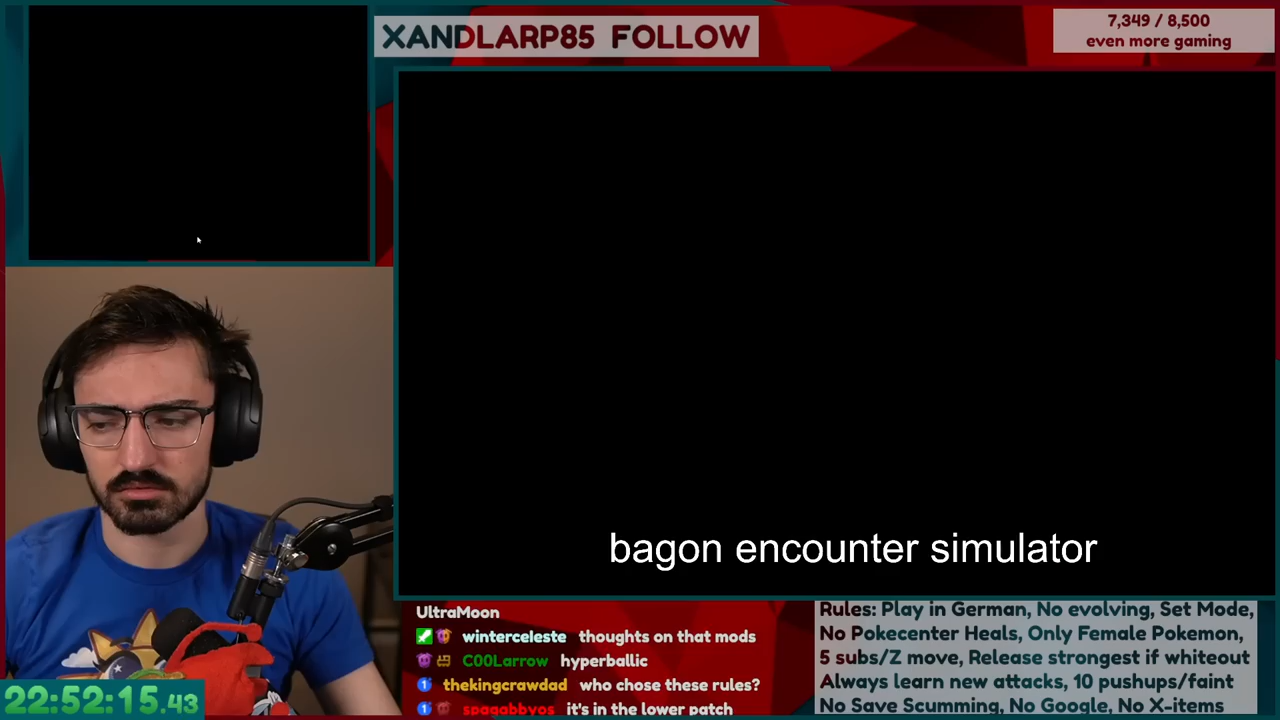 XANDLARP85 FOLLOW
7,349 / 8,500
even more gaming
bagon encounter simulator
UltraMoon
winterceleste thoughts on that mods
C00Larrow hyperballic
thekingcrawdad who chose these rules?
spagabbyos it's in the lower patch
Rules: Play in German, No evolving, Set Mode,
No Pokecenter Heals, Only Female Pokemon,
5 subs/Z move, Release strongest if whiteout
Always learn new attacks, 10 pushups/faint
No Save Scumming, No Google, No X-items
22:52:15.43